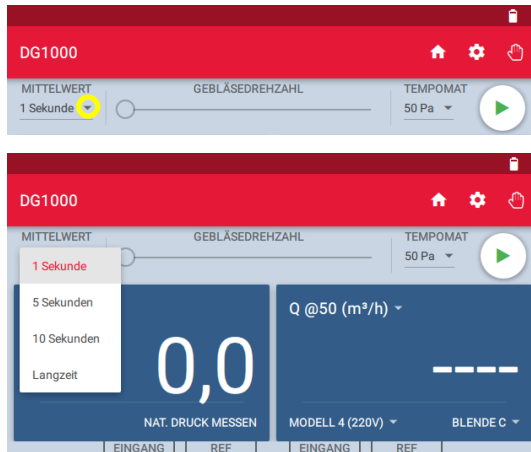 DG1000
MITTELWERT GEBLÄSEDREHZAHL TEMPOMAT
1 Sekunde 50 Pa
DG1000
MITTELWERT GEBLÄSEDREHZAHL TEMPOMAT
50 Pa
1 Sekunde
5 Sekunden
10 Sekunden
Langzeit
0,0
NAT. DRUCK MESSEN
Q @50 (m³/h)
----
MODELL 4 (220V) BLENDE C
EINGANG REF EINGANG REF